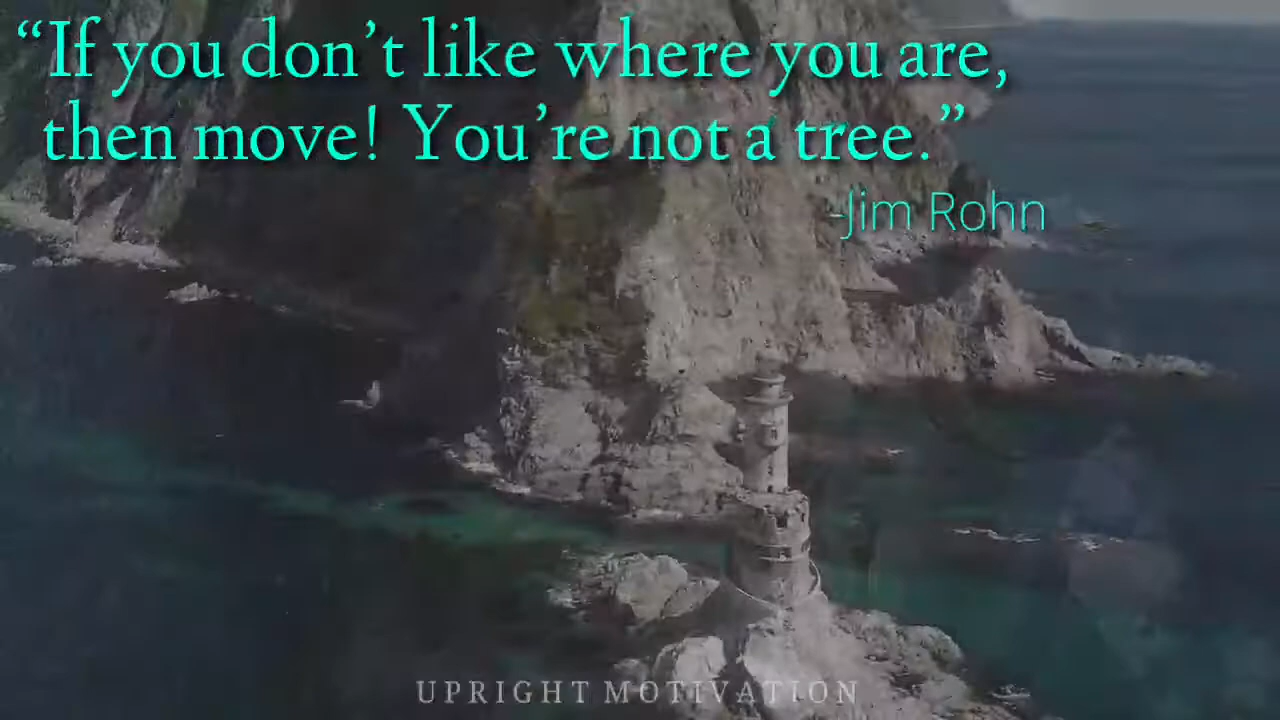 “If you don’t like where you are,
then move! You’re not a tree.”
-Jim Rohn
UPRIGHT MOTIVATION